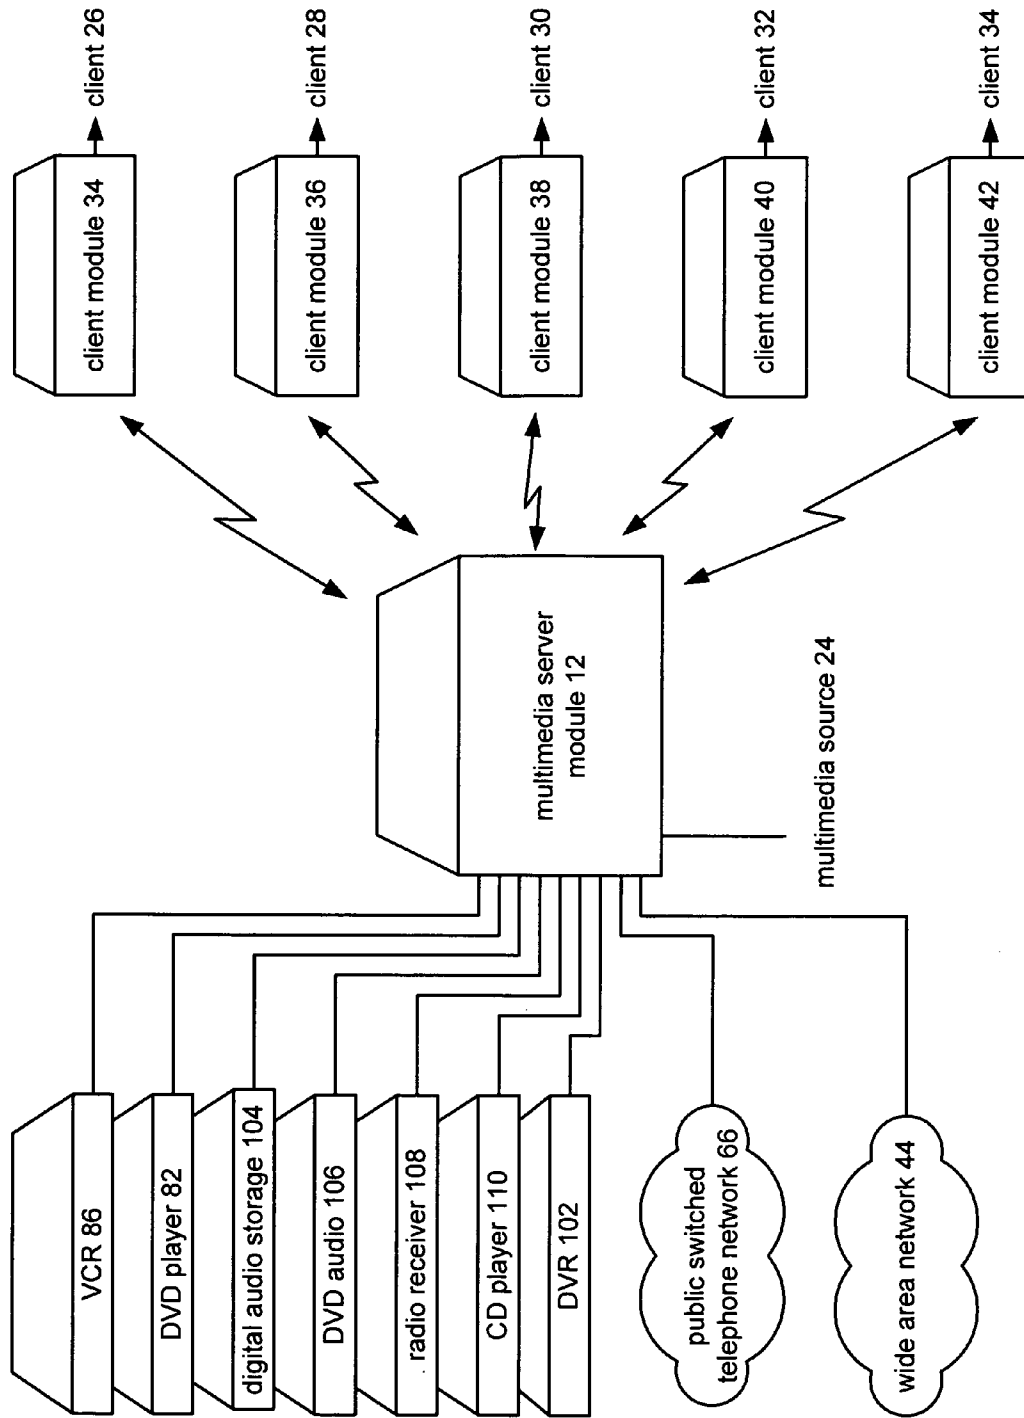 VCR 86
DVD player 82
digital audio storage 104
DVD audio 106
radio receiver 108
CD player 110
DVR 102
public switched
telephone network 66
wide area network 44
multimedia server
module 12
multimedia source 24
client module 34
client 26
client module 36
client 28
client module 38
client 30
client module 40
client 32
client module 42
client 34